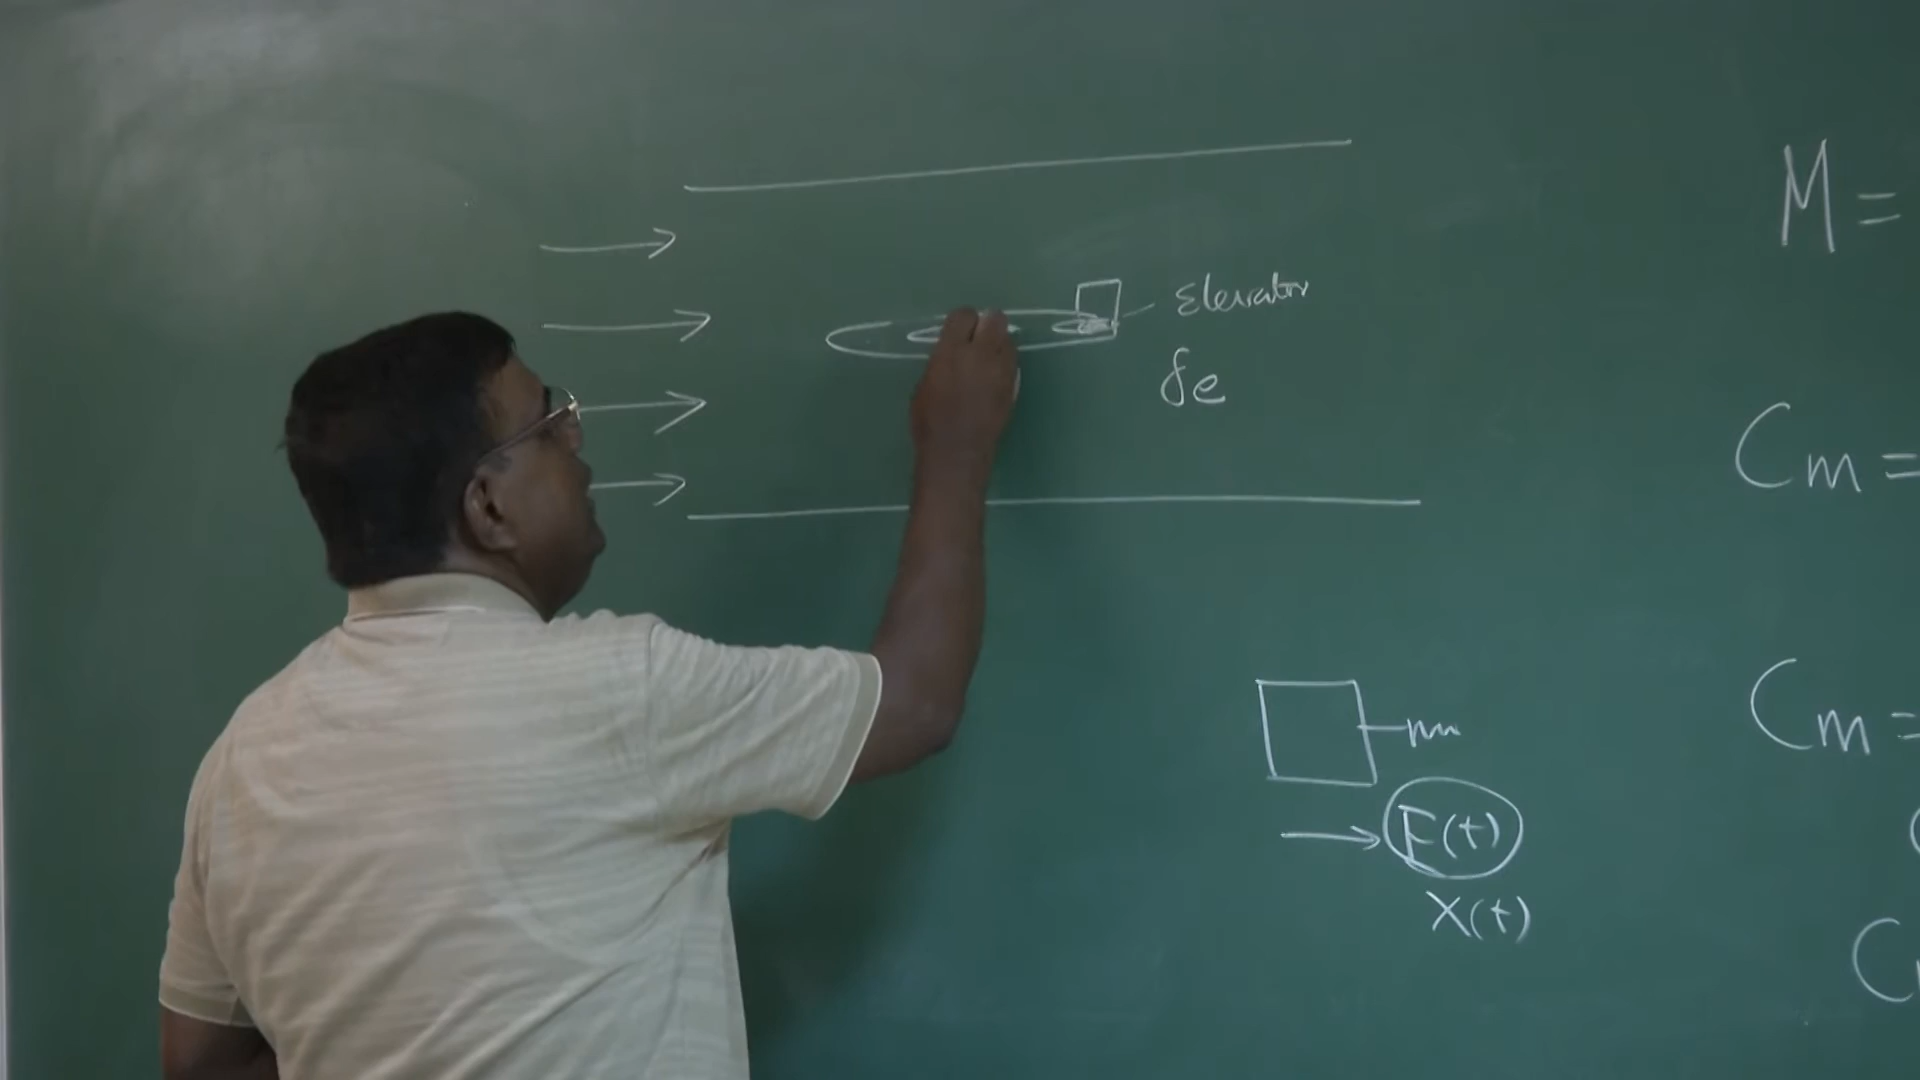 Elevator
δe
F(t)
X(t)
M =
Cm =
Cm =